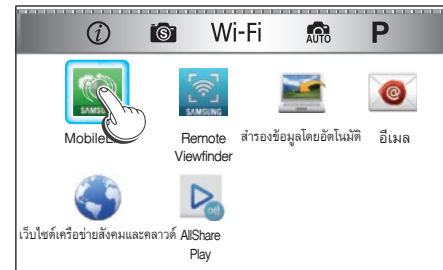 i S Wi-Fi AUTO P
SAMSUNG
MobileLi
Remote
Viewfinder
สำรองข้อมูลโดยอัตโนมัติ
อีเมล
เว็บไซต์เครือข่ายสังคมและคลาวด์
AllShare
Play